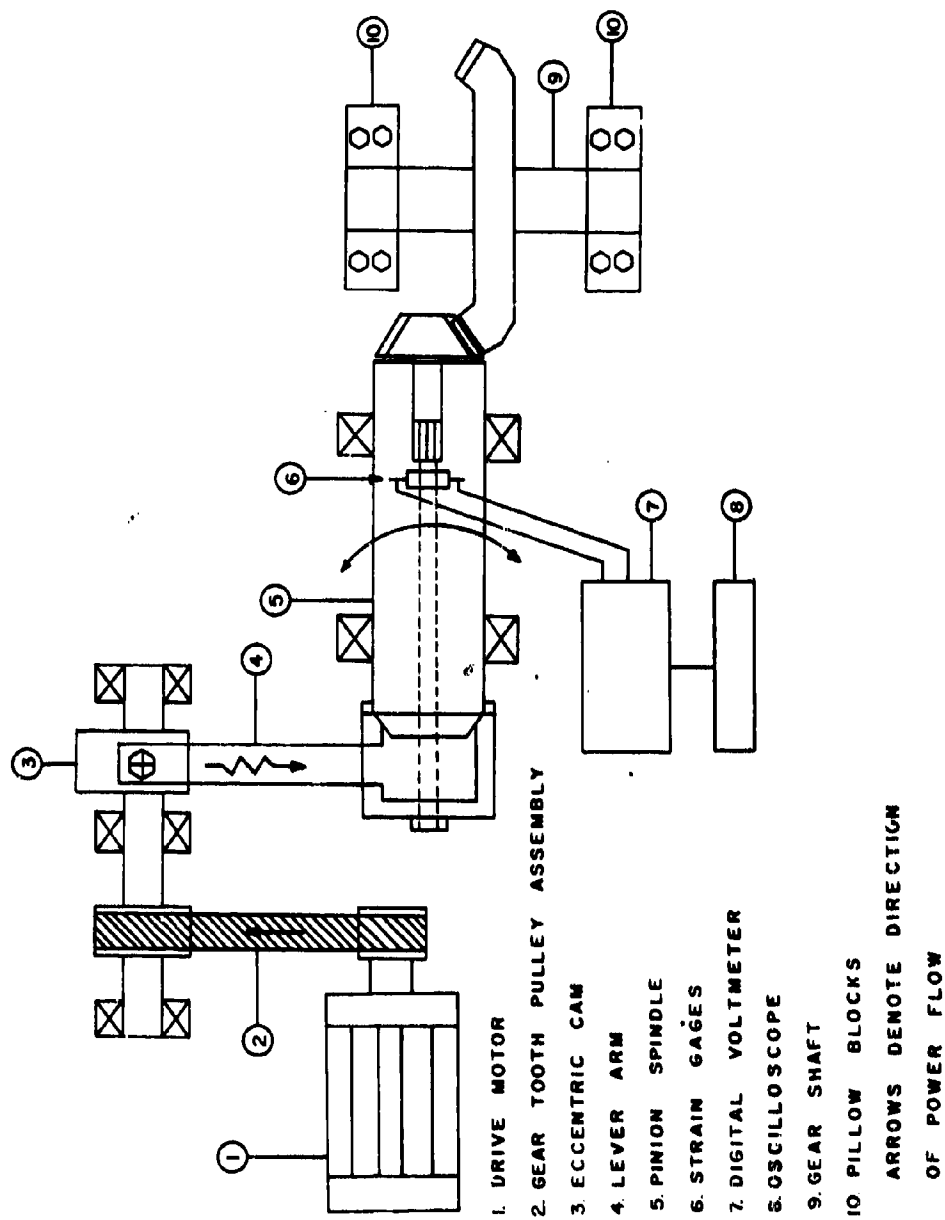 10
10
9
3
4
6
5
7
8
2
1
1. DRIVE MOTOR
2. GEAR TOOTH PULLEY ASSEMBLY
3. ECCENTRIC CAM
4. LEVER ARM
5. PINION SPINDLE
6. STRAIN GAGES
7. DIGITAL VOLTMETER
8. OSCILLOSCOPE
9. GEAR SHAFT
10. PILLOW BLOCKS
ARROWS DENOTE DIRECTION
OF POWER FLOW